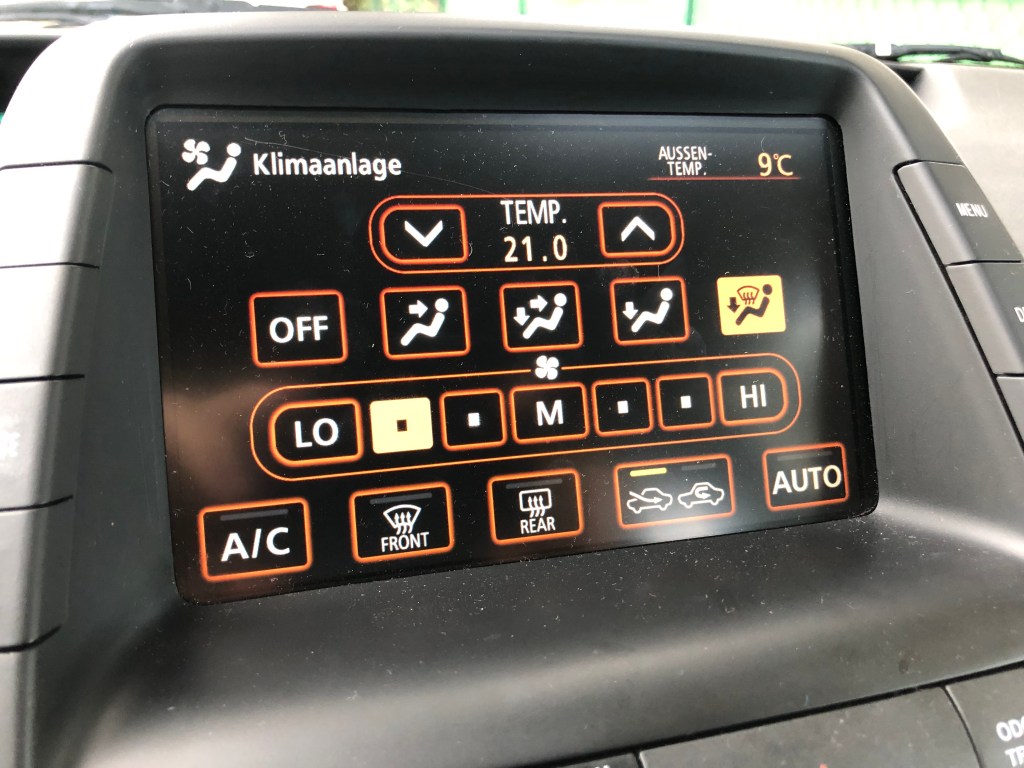 Klimaanlage
AUSSEN-
TEMP.
9°C
TEMP.
21.0
OFF
LO
M
HI
A/C
FRONT
REAR
AUTO
MENU